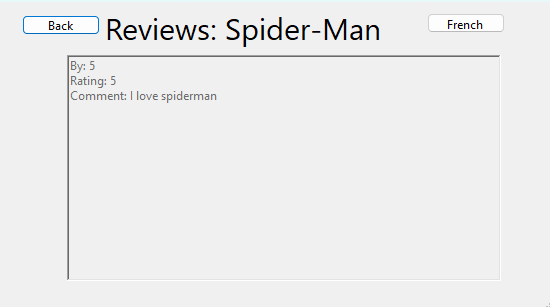 Back
Reviews: Spider-Man
French
By: 5
Rating: 5
Comment: I love spiderman